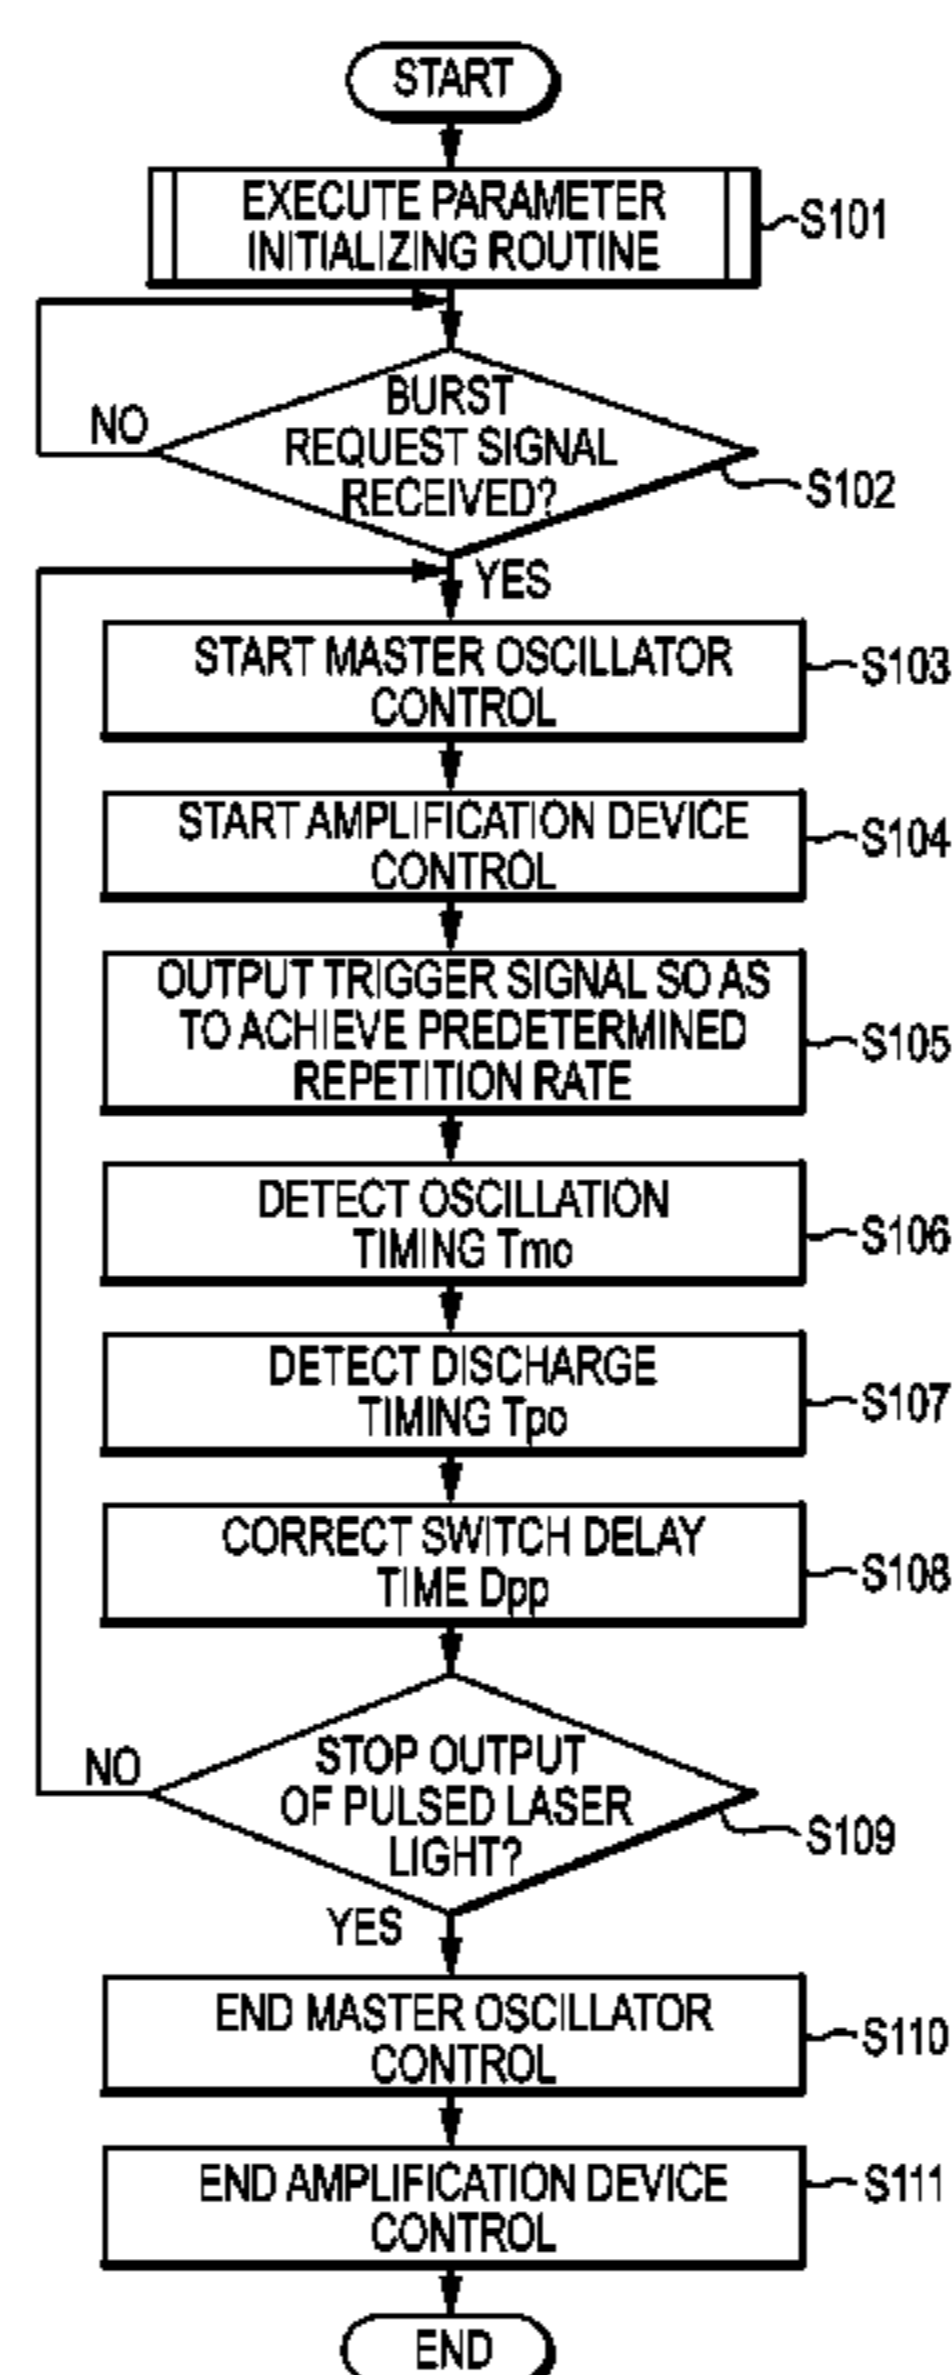 START
EXECUTE PARAMETER
INITIALIZING ROUTINE
S101
NO
BURST
REQUEST SIGNAL
RECEIVED?
S102
YES
START MASTER OSCILLATOR
CONTROL
S103
START AMPLIFICATION DEVICE
CONTROL
S104
OUTPUT TRIGGER SIGNAL SO AS
TO ACHIEVE PREDETERMINED
REPETITION RATE
S105
DETECT OSCILLATION
TIMING Tmo
S106
DETECT DISCHARGE
TIMING Tpo
S107
CORRECT SWITCH DELAY
TIME Dpp
S108
NO
STOP OUTPUT
OF PULSED LASER
LIGHT?
S109
YES
END MASTER OSCILLATOR
CONTROL
S110
END AMPLIFICATION DEVICE
CONTROL
S111
END